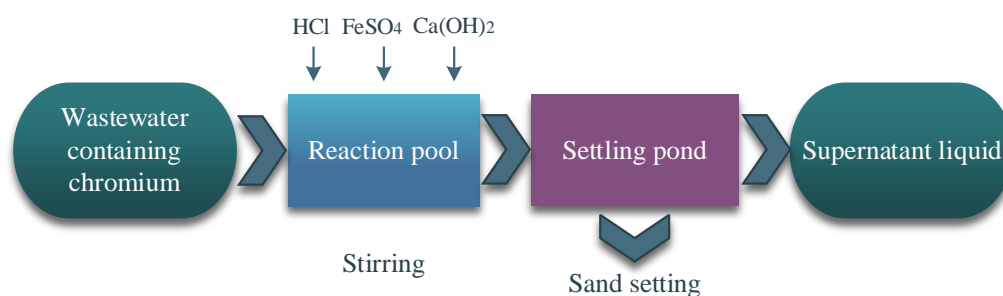 HCl FeSO4 Ca(OH)2
Wastewater
containing
chromium
Reaction pool
Settling pond
Supernatant liquid
Stirring
Sand setting